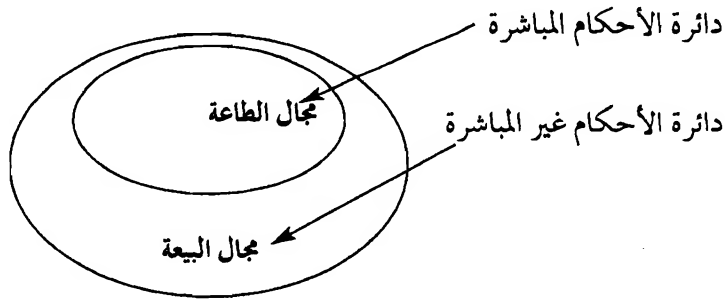 دائرة الأحكام المباشرة
مجال الطاعة
دائرة الأحكام غير المباشرة
مجال البيعة